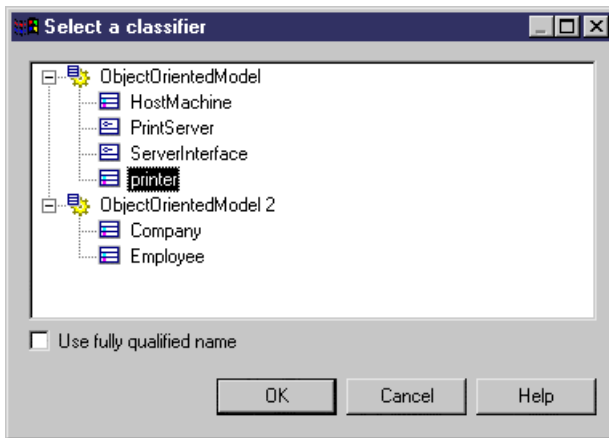 Select a classifier
ObjectOrientedModel
HostMachine
PrintServer
ServerInterface
printer
ObjectOrientedModel 2
Company
Employee
Use fully qualified name
OK Cancel Help